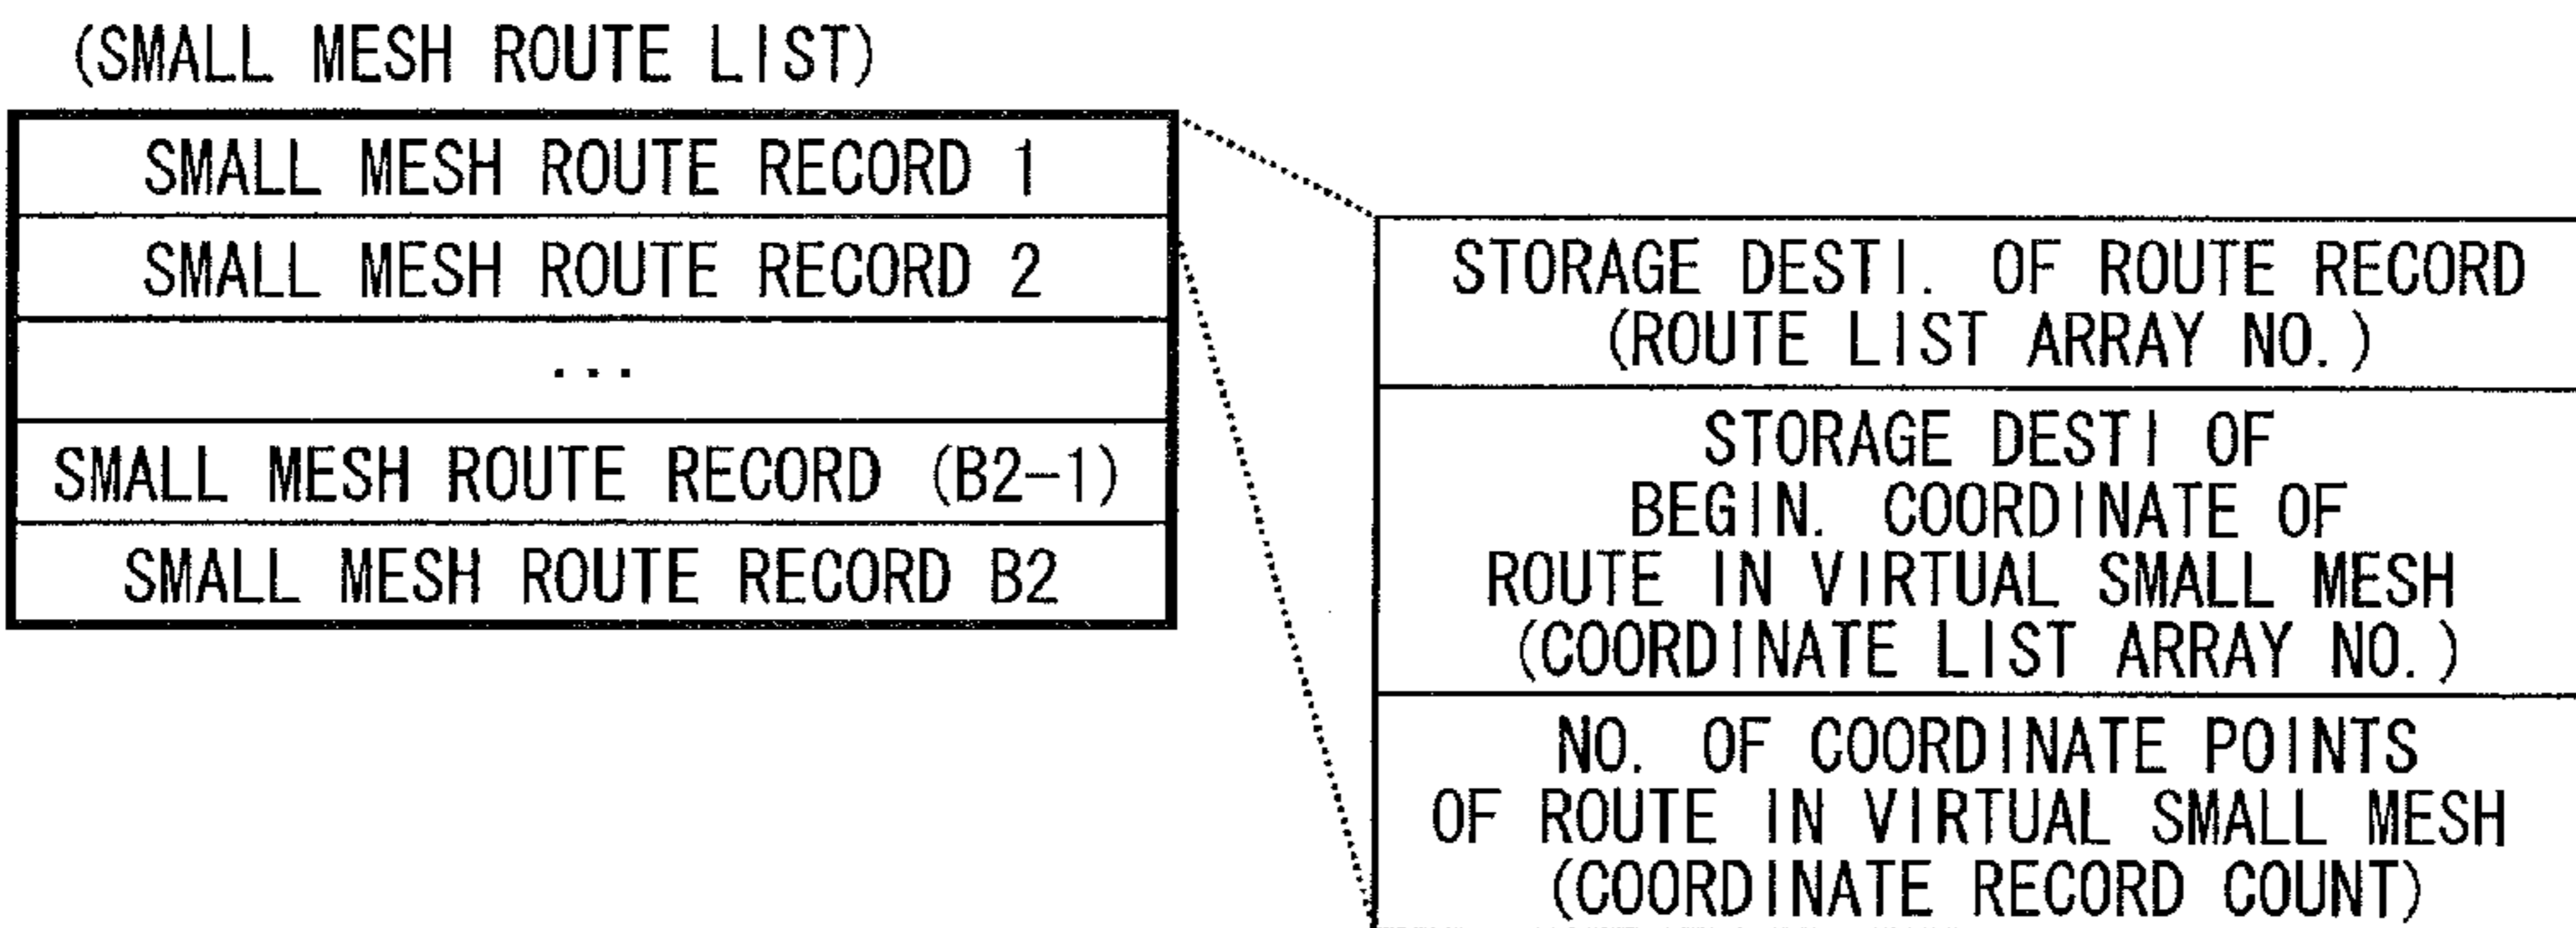 (SMALL MESH ROUTE LIST)
SMALL MESH ROUTE RECORD 1
SMALL MESH ROUTE RECORD 2
...
SMALL MESH ROUTE RECORD (B2-1)
SMALL MESH ROUTE RECORD B2
STORAGE DESTI. OF ROUTE RECORD
(ROUTE LIST ARRAY NO.)
STORAGE DESTI OF
BEGIN. COORDINATE OF
ROUTE IN VIRTUAL SMALL MESH
(COORDINATE LIST ARRAY NO.)
NO. OF COORDINATE POINTS
OF ROUTE IN VIRTUAL SMALL MESH
(COORDINATE RECORD COUNT)